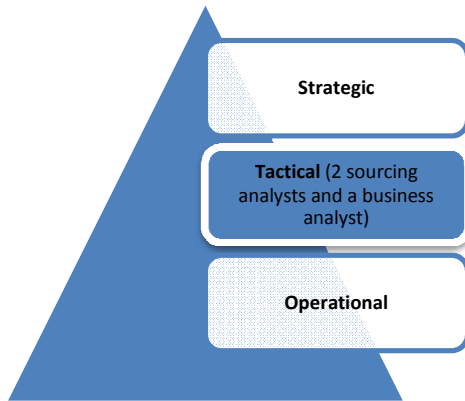 Strategic
Tactical (2 sourcing
analysts and a business
analyst)
Operational